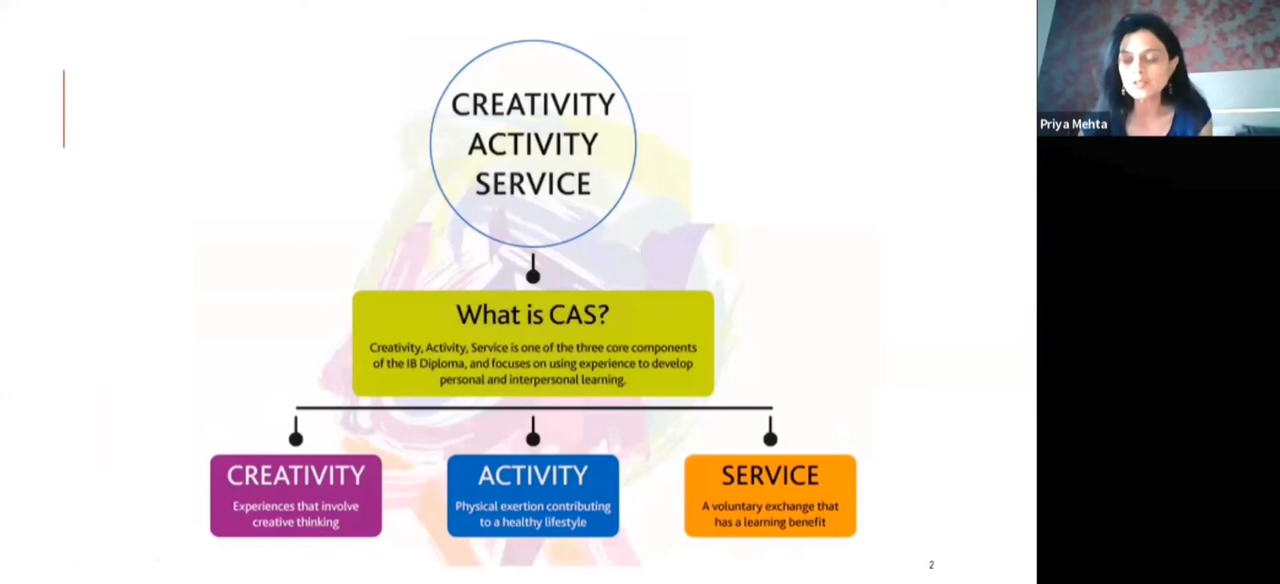 CREATIVITY
ACTIVITY
SERVICE
What is CAS?
Creativity, Activity, Service is one of the three core components
of the IB Diploma, and focuses on using experience to develop
personal and interpersonal learning.
CREATIVITY
Experiences that involve
creative thinking
ACTIVITY
Physical exertion contributing
to a healthy lifestyle
SERVICE
A voluntary exchange that
has a learning benefit
2
Priya Mehta